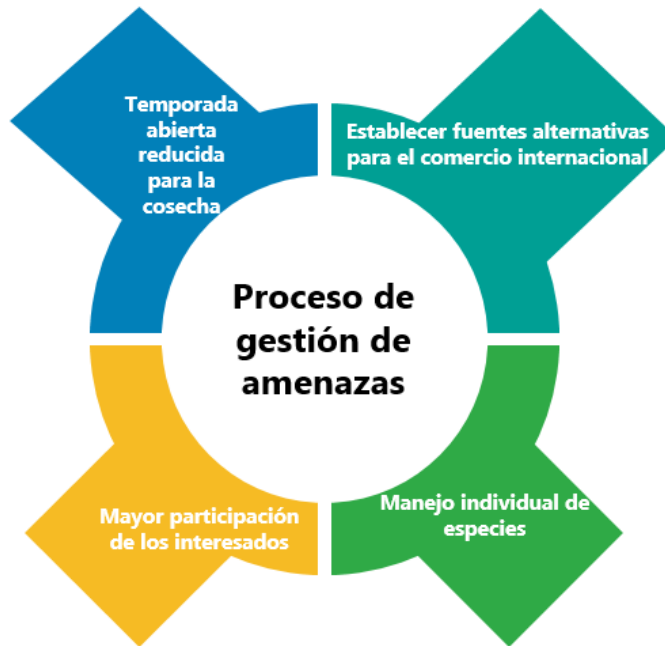 Temporada
abierta
reducida
para la
cosecha
Establecer fuentes alternativas
para el comercio internacional
Proceso de
gestión de
amenazas
Mayor participación
de los interesados
Manejo individual de
especies